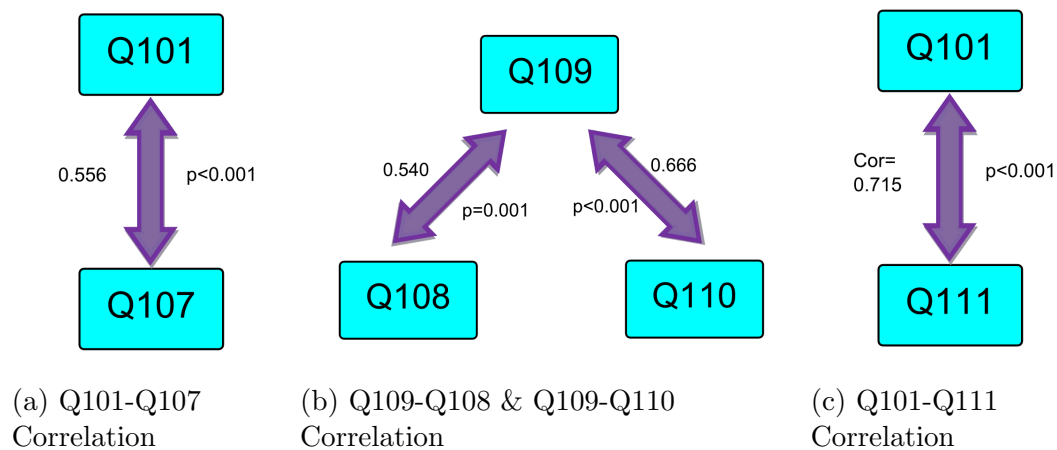 Q101
0.556
p<0.001
Q107
(a) Q101-Q107
Correlation
Q109
0.540
p=0.001
0.666
p<0.001
Q108
Q110
(b) Q109-Q108 & Q109-Q110
Correlation
Q101
Cor=
0.715
p<0.001
Q111
(c) Q101-Q111
Correlation